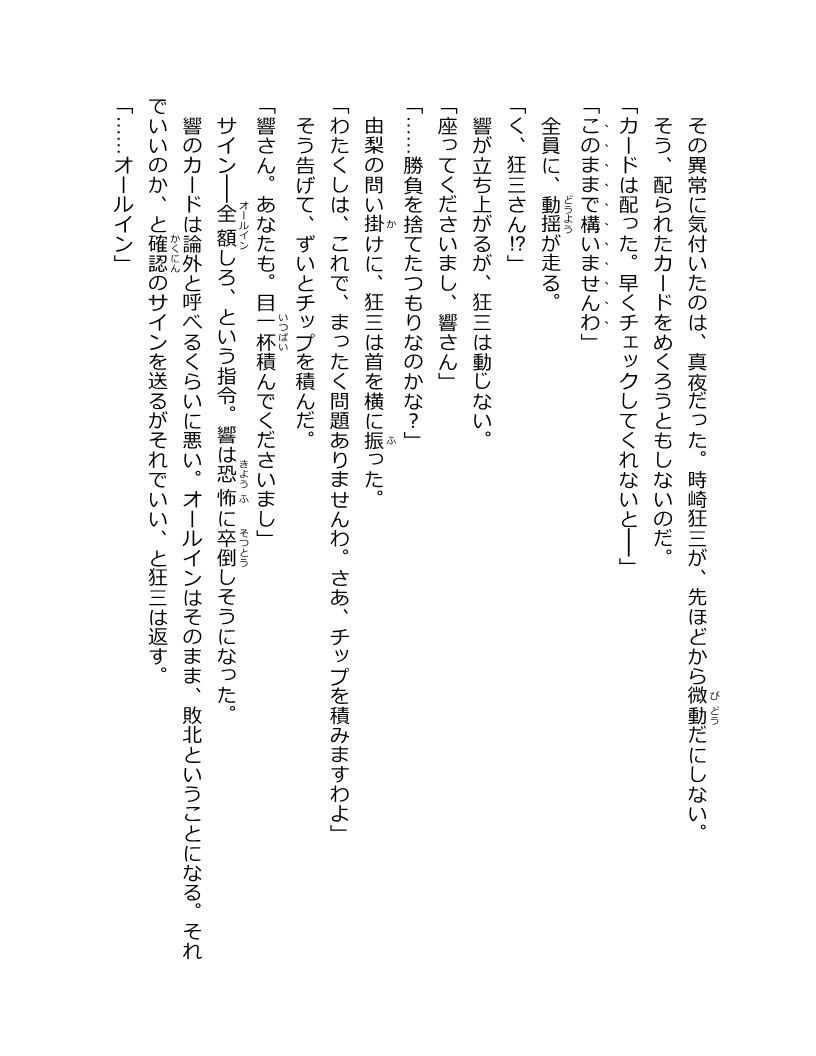 その異常に気付いたのは、真夜だった。時崎狂三が、先ほどから微動だにしない。
そう、配られたカードをめくろうともしないのだ。
「カードは配った。早くチェックしてくれないと――」
「このままで構いませんわ」
全員に、動揺が走る。
「く、狂三さん⁉」
響が立ち上がるが、狂三は動じない。
「座ってくださいまし、響さん」
「……勝負を捨てたつもりなのかな？」
由梨の問い掛けに、狂三は首を横に振った。
「わたくしは、これで、まったく問題ありませんわ。さあ、チップを積みますわよ」
そう告げて、ずいとチップを積んだ。
「響さん。あなたも。目一杯積んでくださいまし」
サイン――全額しろ、という指令。響は恐怖に卒倒しそうになった。
響のカードは論外と呼べるくらいに悪い。オールインはそのまま、敗北ということになる。それ
でいいのか、と確認のサインを送るがそれでいい、と狂三は返す。
「……オールイン」